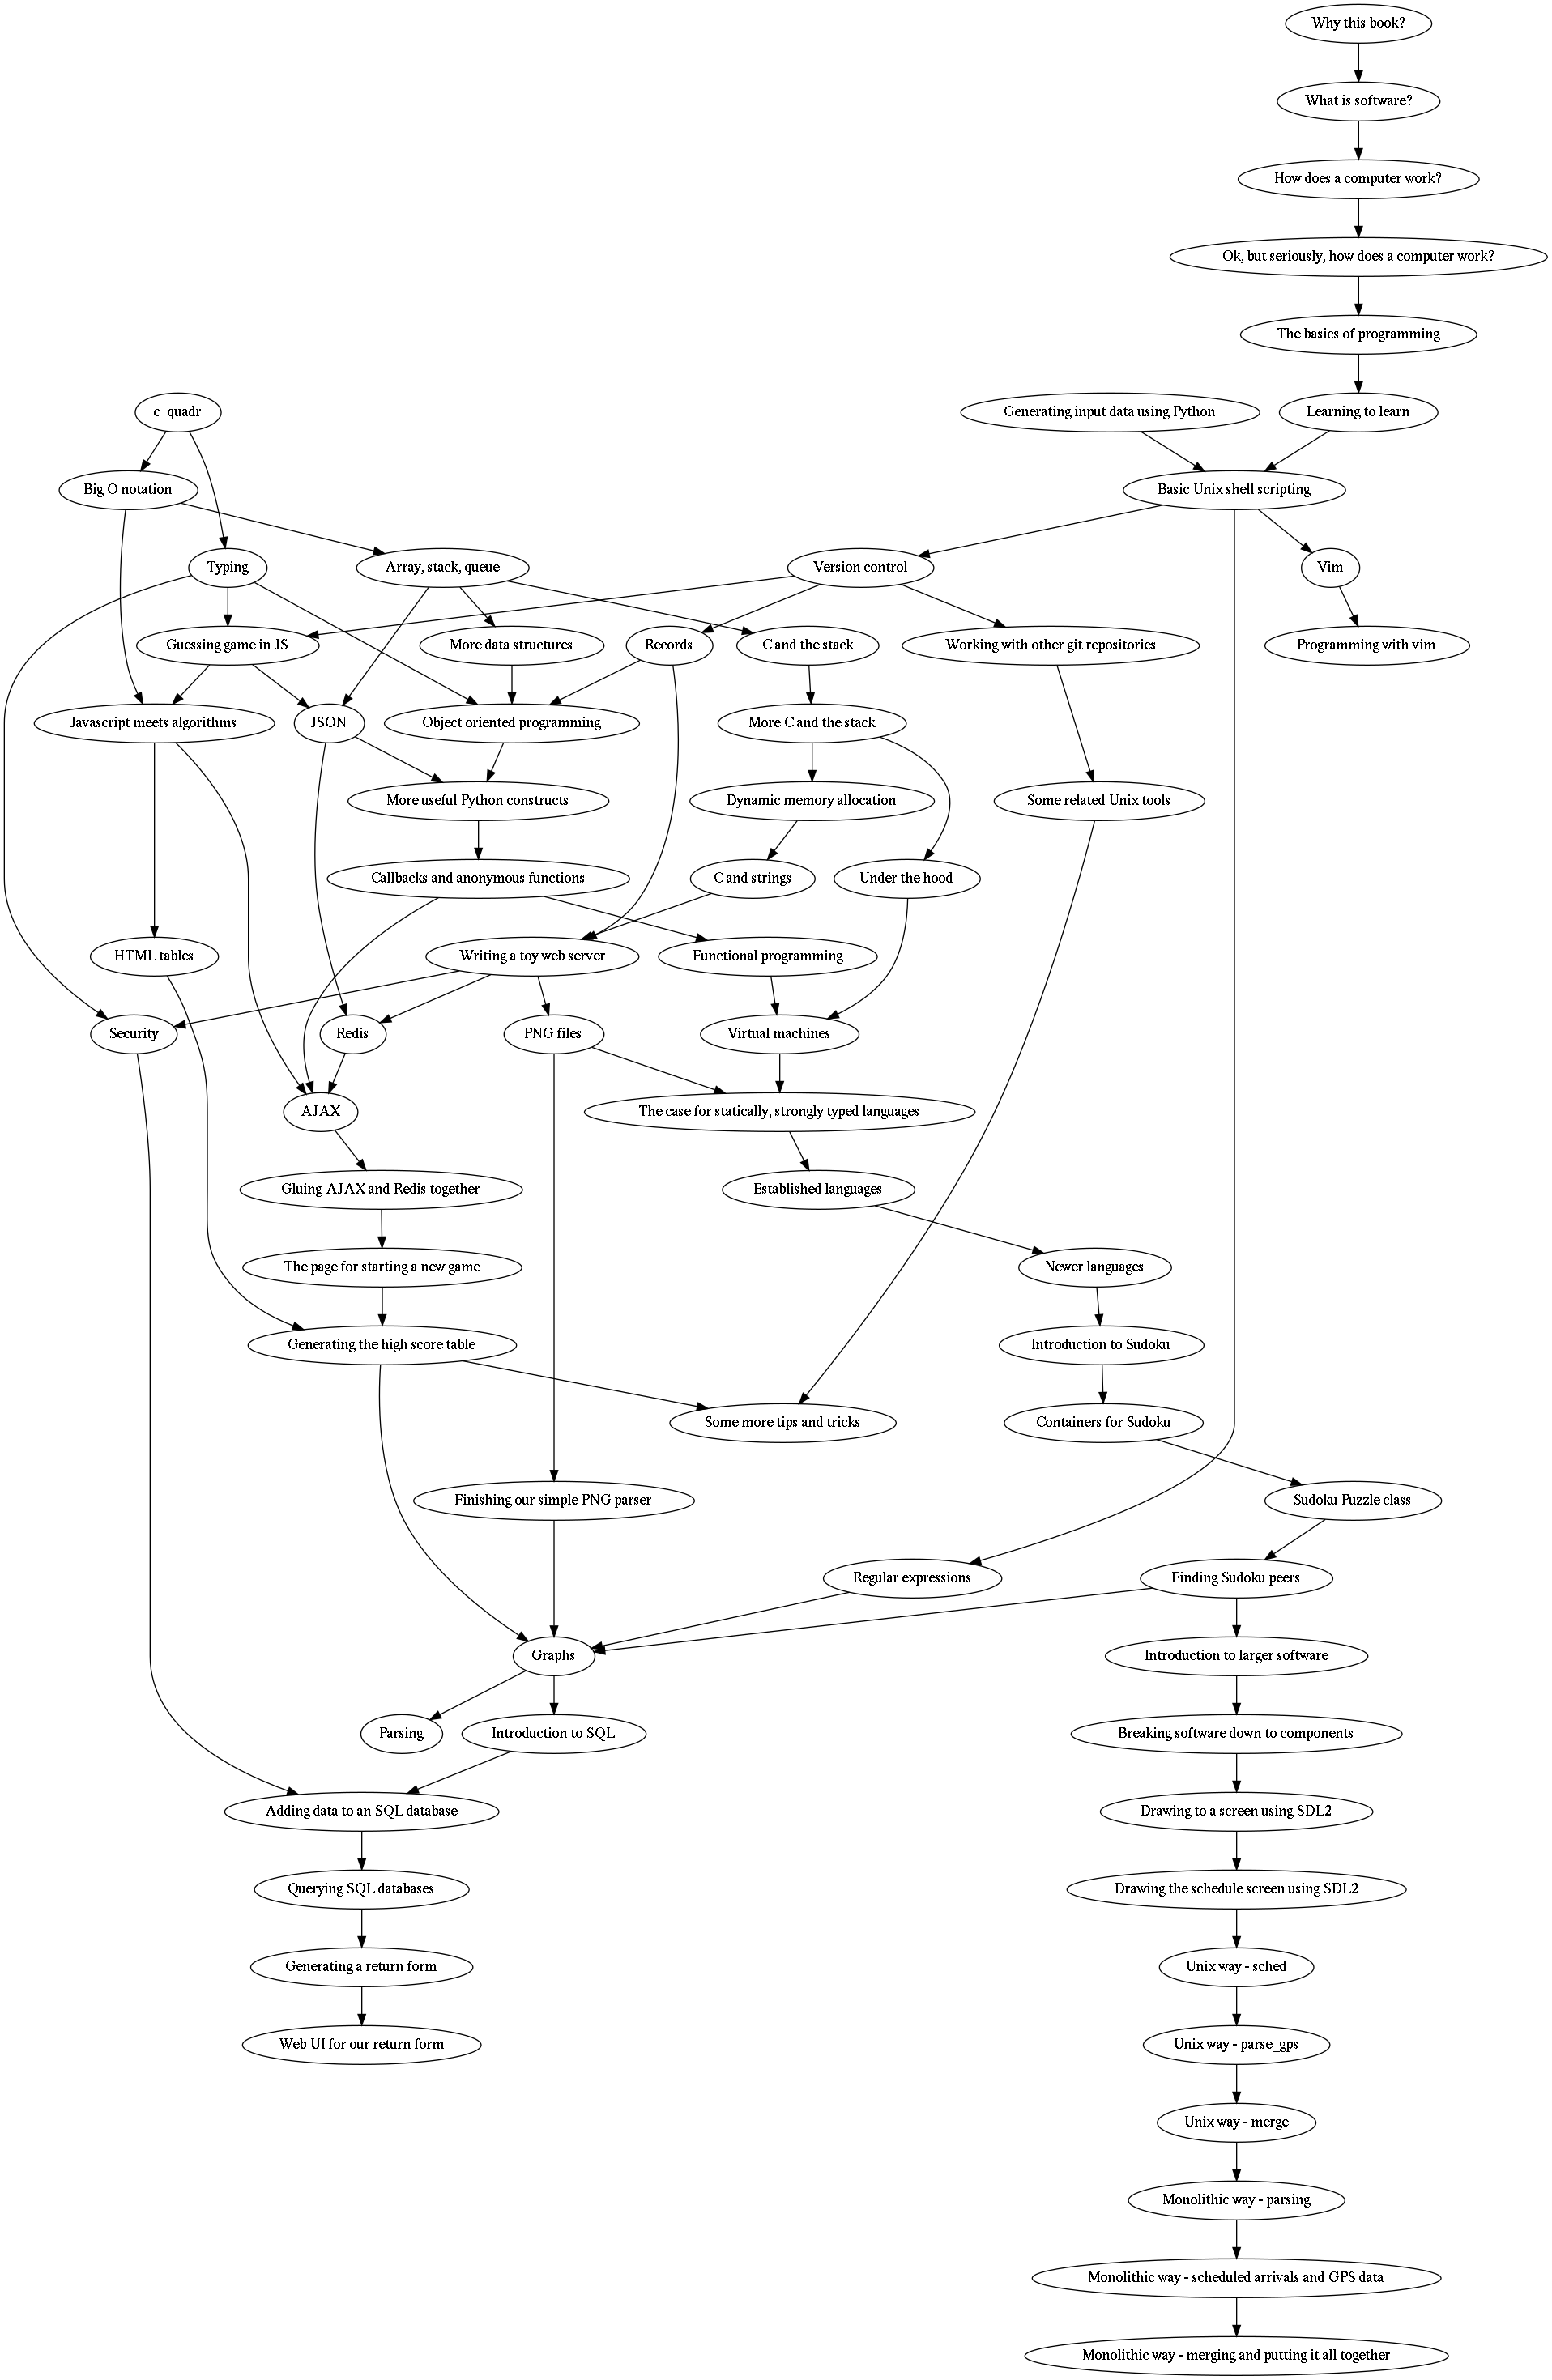 Why this book?
What is software?
How does a computer work?
Ok, but seriously, how does a computer work?
The basics of programming
c_quadr
Generating input data using Python
Learning to learn
Big O notation
Basic Unix shell scripting
Typing
Array, stack, queue
Version control
Vim
Guessing game in JS
More data structures
Records
C and the stack
Working with other git repositories
Programming with vim
Javascript meets algorithms
JSON
Object oriented programming
More C and the stack
More useful Python constructs
Dynamic memory allocation
Some related Unix tools
Callbacks and anonymous functions
C and strings
Under the hood
HTML tables
Writing a toy web server
Functional programming
Security
Redis
PNG files
Virtual machines
AJAX
The case for statically, strongly typed languages
Gluing AJAX and Redis together
Established languages
The page for starting a new game
Newer languages
Generating the high score table
Introduction to Sudoku
Some more tips and tricks
Containers for Sudoku
Finishing our simple PNG parser
Sudoku Puzzle class
Regular expressions
Finding Sudoku peers
Graphs
Introduction to larger software
Parsing
Introduction to SQL
Breaking software down to components
Adding data to an SQL database
Drawing to a screen using SDL2
Querying SQL databases
Drawing the schedule screen using SDL2
Generating a return form
Unix way - sched
Web UI for our return form
Unix way - parse_gps
Unix way - merge
Monolithic way - parsing
Monolithic way - scheduled arrivals and GPS data
Monolithic way - merging and putting it all together